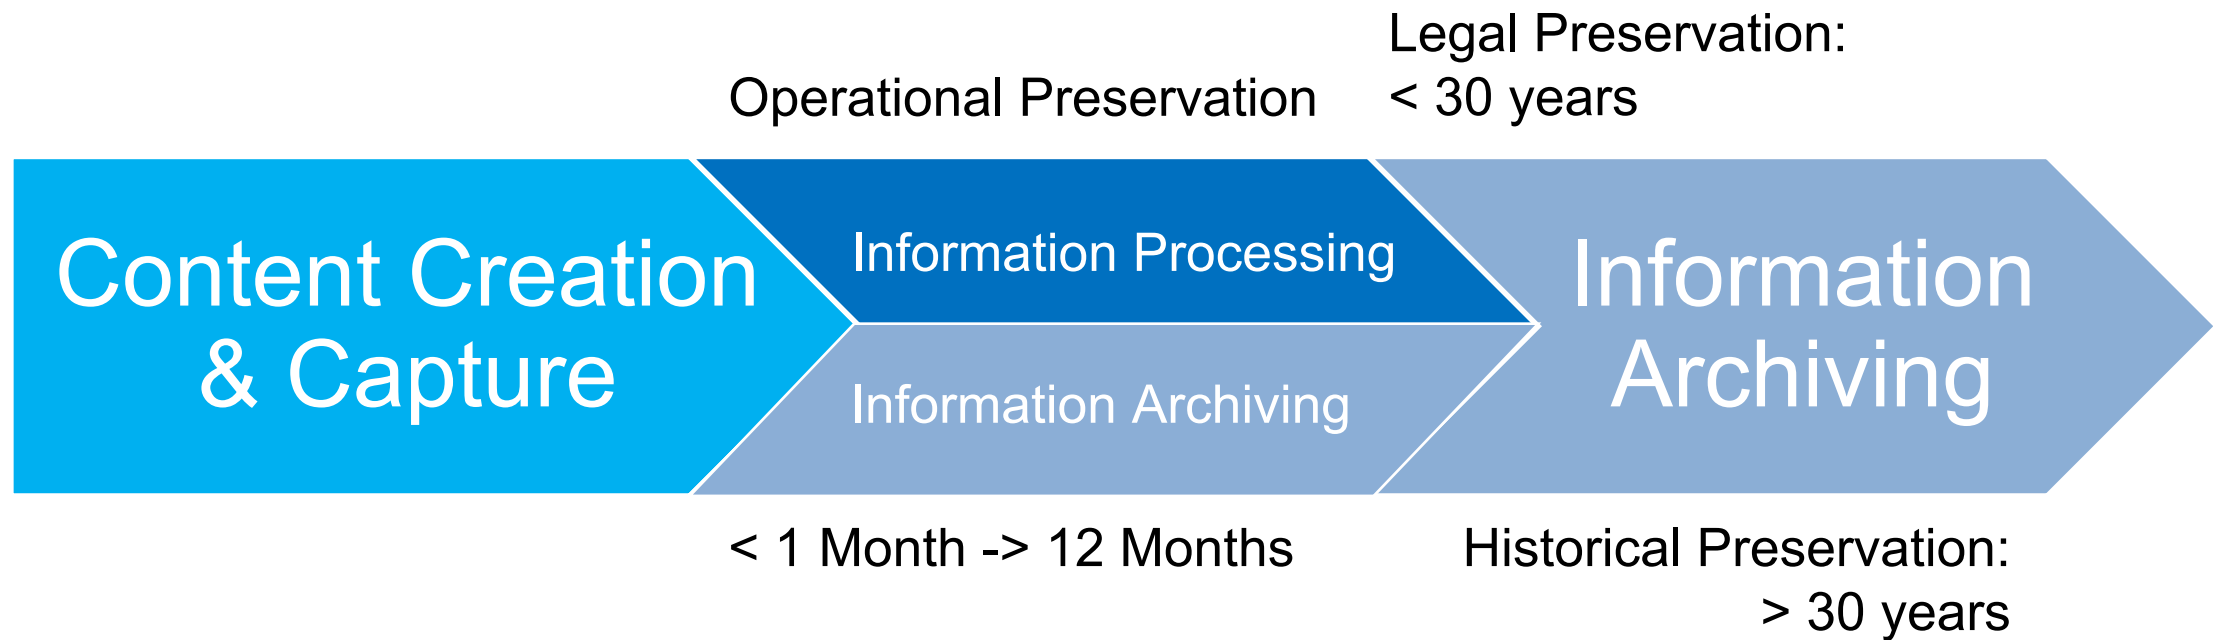 Legal Preservation:
< 30 years
Operational Preservation
Content Creation
& Capture
Information Processing
Information Archiving
Information
Archiving
< 1 Month -> 12 Months
Historical Preservation:
> 30 years